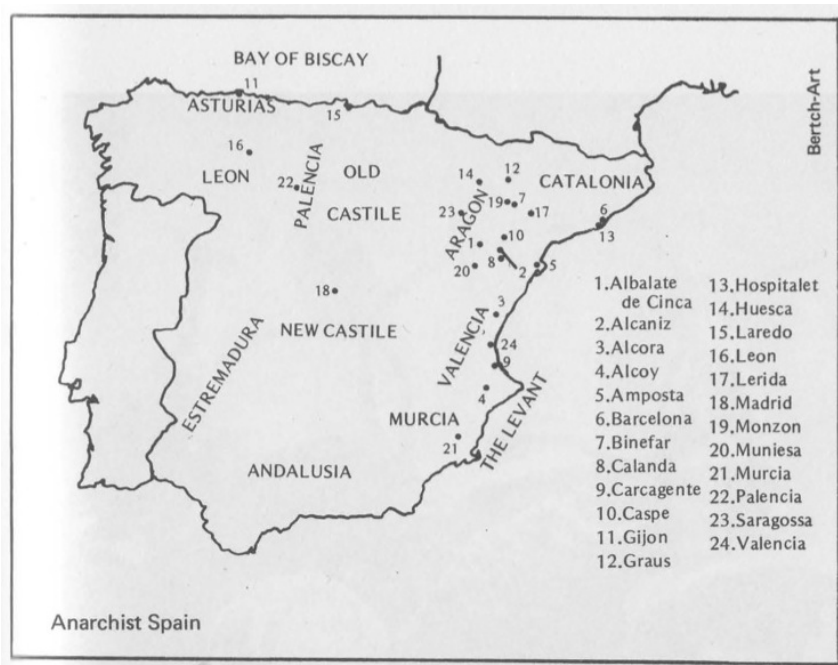 BAY OF BISCAY
Bertch-Art
11
ASTURIAS
15
16
LEON
OLD
PALENCIA
22
CASTILE
14
12
CATALONIA
19
7
23
17
6
13
ARAGON
1
10
8
2
5
20
18
NEW CASTILE
ESTREMADURA
3
VALENCIA
24
9
4
THE LEVANT
MURCIA
21
ANDALUSIA
1.Albalate
de Cinca
2.Alcaniz
3.Alcora
4.Alcoy
5.Amposta
6.Barcelona
7.Binefar
8.Calanda
9.Carcagente
10.Caspe
11.Gijon
12.Graus
13.Hospitalet
14.Huesca
15.Laredo
16.Leon
17.Lerida
18.Madrid
19.Monzon
20.Muniesa
21.Murcia
22.Palencia
23.Saragossa
24.Valencia
Anarchist Spain